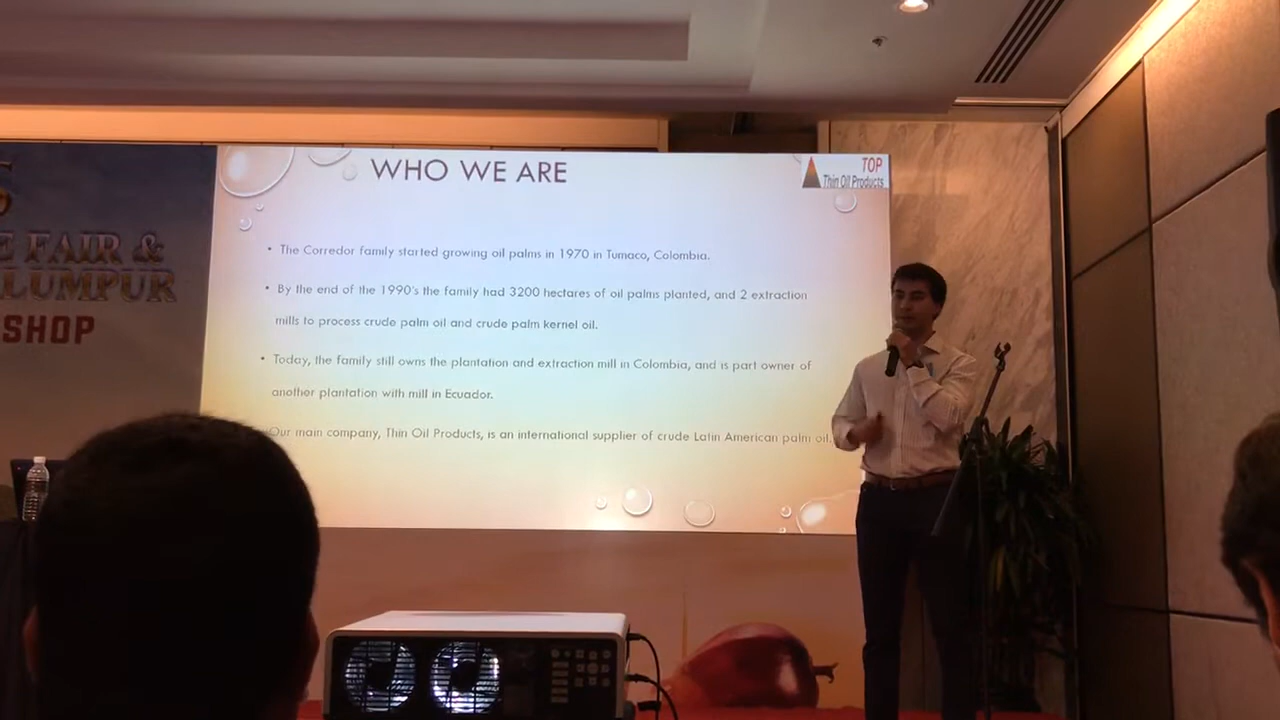 E FAIR &
LUMPUR
SHOP
WHO WE ARE
TOP
Thin Oil Products
• The Corredor family started growing oil palms in 1970 in Tumaco, Colombia.
• By the end of the 1990's the family had 3200 hectares of oil palms planted, and 2 extraction
mills to process crude palm oil and crude palm kernel oil.
• Today, the family still owns the plantation and extraction mill in Colombia, and is part owner of
another plantation with mill in Ecuador.
Our main company, Thin Oil Products, is an international supplier of crude Latin American palm oil.